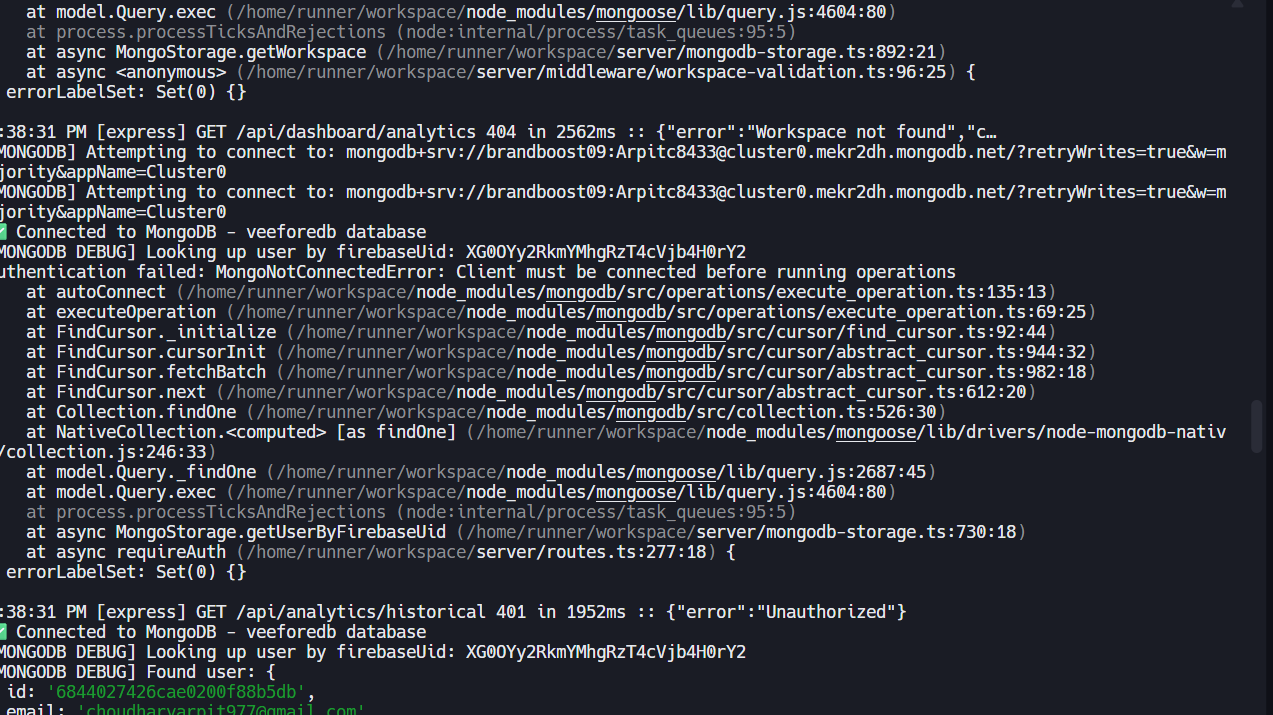 at model.Query.exec (/home/runner/workspace/node_modules/mongoose/lib/query.js:4604:80)
at process.processTicksAndRejections (node:internal/process/task_queues:95:5)
at async MongoStorage.getWorkspace (/home/runner/workspace/server/mongodb-storage.ts:892:21)
at async <anonymous> (/home/runner/workspace/server/middleware/workspace-validation.ts:96:25) {
errorLabelSet: Set(0) {}
:38:31 PM [express] GET /api/dashboard/analytics 404 in 2562ms :: {"error":"Workspace not found","c…
MONGODB] Attempting to connect to: mongodb+srv://brandboost09:Arpitc8433@cluster0.mekr2dh.mongodb.net/?retryWrites=true&w=m
jority&appName=Cluster0
MONGODB] Attempting to connect to: mongodb+srv://brandboost09:Arpitc8433@cluster0.mekr2dh.mongodb.net/?retryWrites=true&w=m
jority&appName=Cluster0
✅ Connected to MongoDB - veeforedb database
MONGODB DEBUG] Looking up user by firebaseUid: XG0OYy2RkmYMhgRzT4cVjb4H0rY2
uthentication failed: MongoNotConnectedError: Client must be connected before running operations
at autoConnect (/home/runner/workspace/node_modules/mongodb/src/operations/execute_operation.ts:135:13)
at executeOperation (/home/runner/workspace/node_modules/mongodb/src/operations/execute_operation.ts:69:25)
at FindCursor._initialize (/home/runner/workspace/node_modules/mongodb/src/cursor/find_cursor.ts:92:44)
at FindCursor.cursorInit (/home/runner/workspace/node_modules/mongodb/src/cursor/abstract_cursor.ts:944:32)
at FindCursor.fetchBatch (/home/runner/workspace/node_modules/mongodb/src/cursor/abstract_cursor.ts:982:18)
at FindCursor.next (/home/runner/workspace/node_modules/mongodb/src/cursor/abstract_cursor.ts:612:20)
at Collection.findOne (/home/runner/workspace/node_modules/mongodb/src/collection.ts:526:30)
at NativeCollection.<computed> [as findOne] (/home/runner/workspace/node_modules/mongoose/lib/drivers/node-mongodb-nativ
/collection.js:246:33)
at model.Query._findOne (/home/runner/workspace/node_modules/mongoose/lib/query.js:2687:45)
at model.Query.exec (/home/runner/workspace/node_modules/mongoose/lib/query.js:4604:80)
at process.processTicksAndRejections (node:internal/process/task_queues:95:5)
at async MongoStorage.getUserByFirebaseUid (/home/runner/workspace/server/mongodb-storage.ts:730:18)
at async requireAuth (/home/runner/workspace/server/routes.ts:277:18) {
errorLabelSet: Set(0) {}
:38:31 PM [express] GET /api/analytics/historical 401 in 1952ms :: {"error":"Unauthorized"}
✅ Connected to MongoDB - veeforedb database
MONGODB DEBUG] Looking up user by firebaseUid: XG0OYy2RkmYMhgRzT4cVjb4H0rY2
MONGODB DEBUG] Found user: {
id: '6844027426cae0200f88b5db',
email: 'choudharyarpit977@gmail.com'